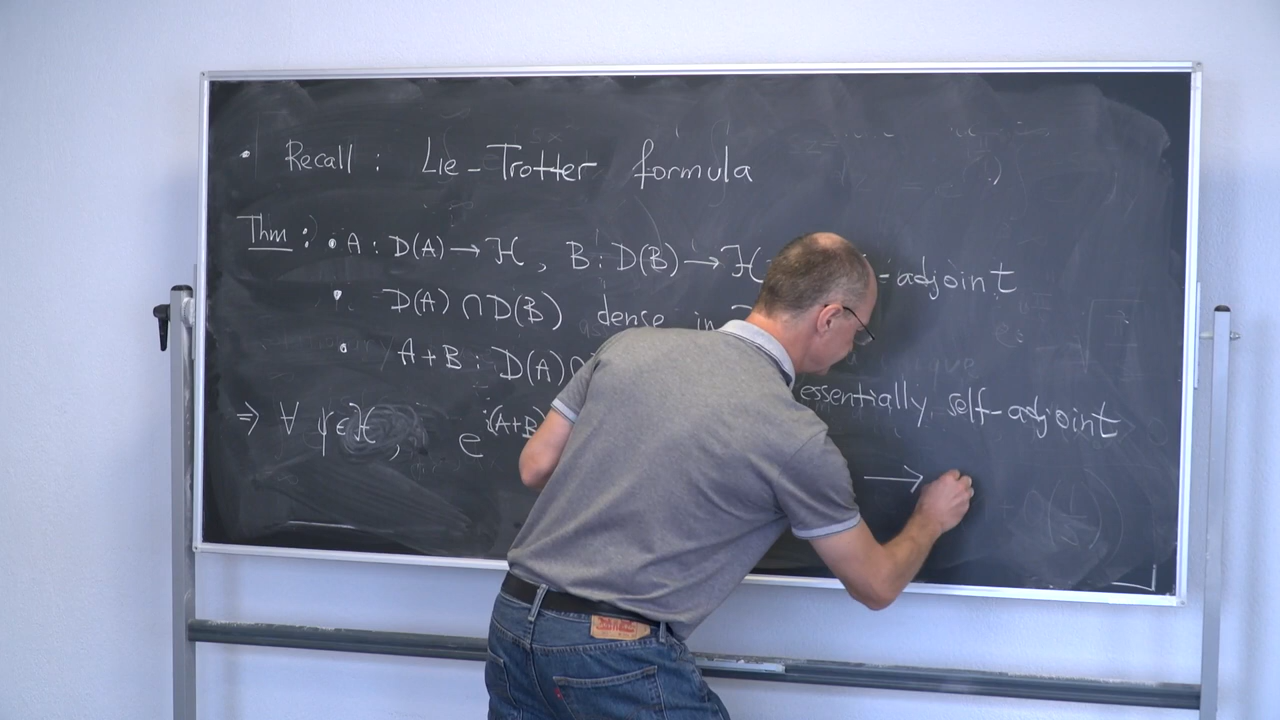 • Recall : Lie-Trotter formula
Thm : • A : D(A) → ℋ , B : D(B) → ℋ -adjoint
• D(A) ∩ D(B) dense in
• A + B : D(A) ∩ essentially self-adjoint
⇒ ∀ ψ ∈ ℋ , e^{i(A+B) →